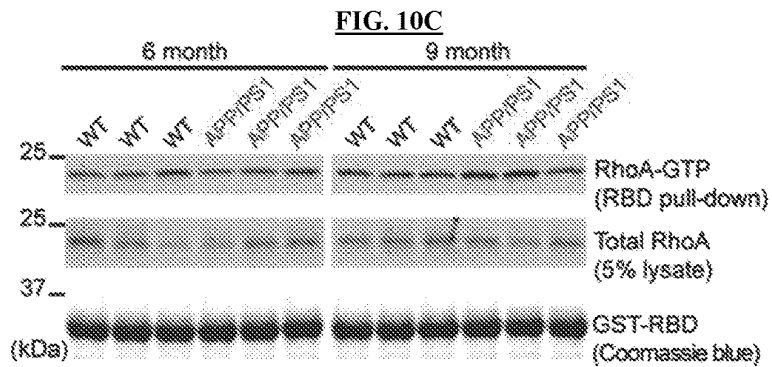 FIG. 10C
6 month
9 month
WT WT WT APP/PS1 APP/PS1 APP/PS1 WT WT WT APP/PS1 APP/PS1 APP/PS1
25
RhoA-GTP
(RBD pull-down)
25
Total RhoA
(5% lysate)
37
GST-RBD
(kDa)
(Coomassie blue)